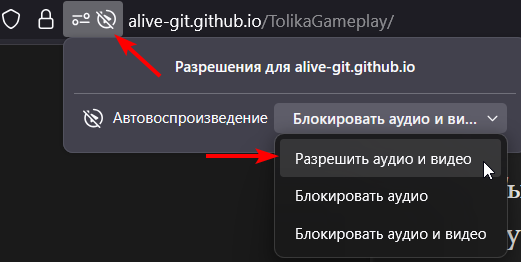 alive-git.github.io/TolikaGameplay/
Разрешения для alive-git.github.io
Автовоспроизведение
Блокировать аудио и ви...
Разрешить аудио и видео
Блокировать аудио
Блокировать аудио и видео